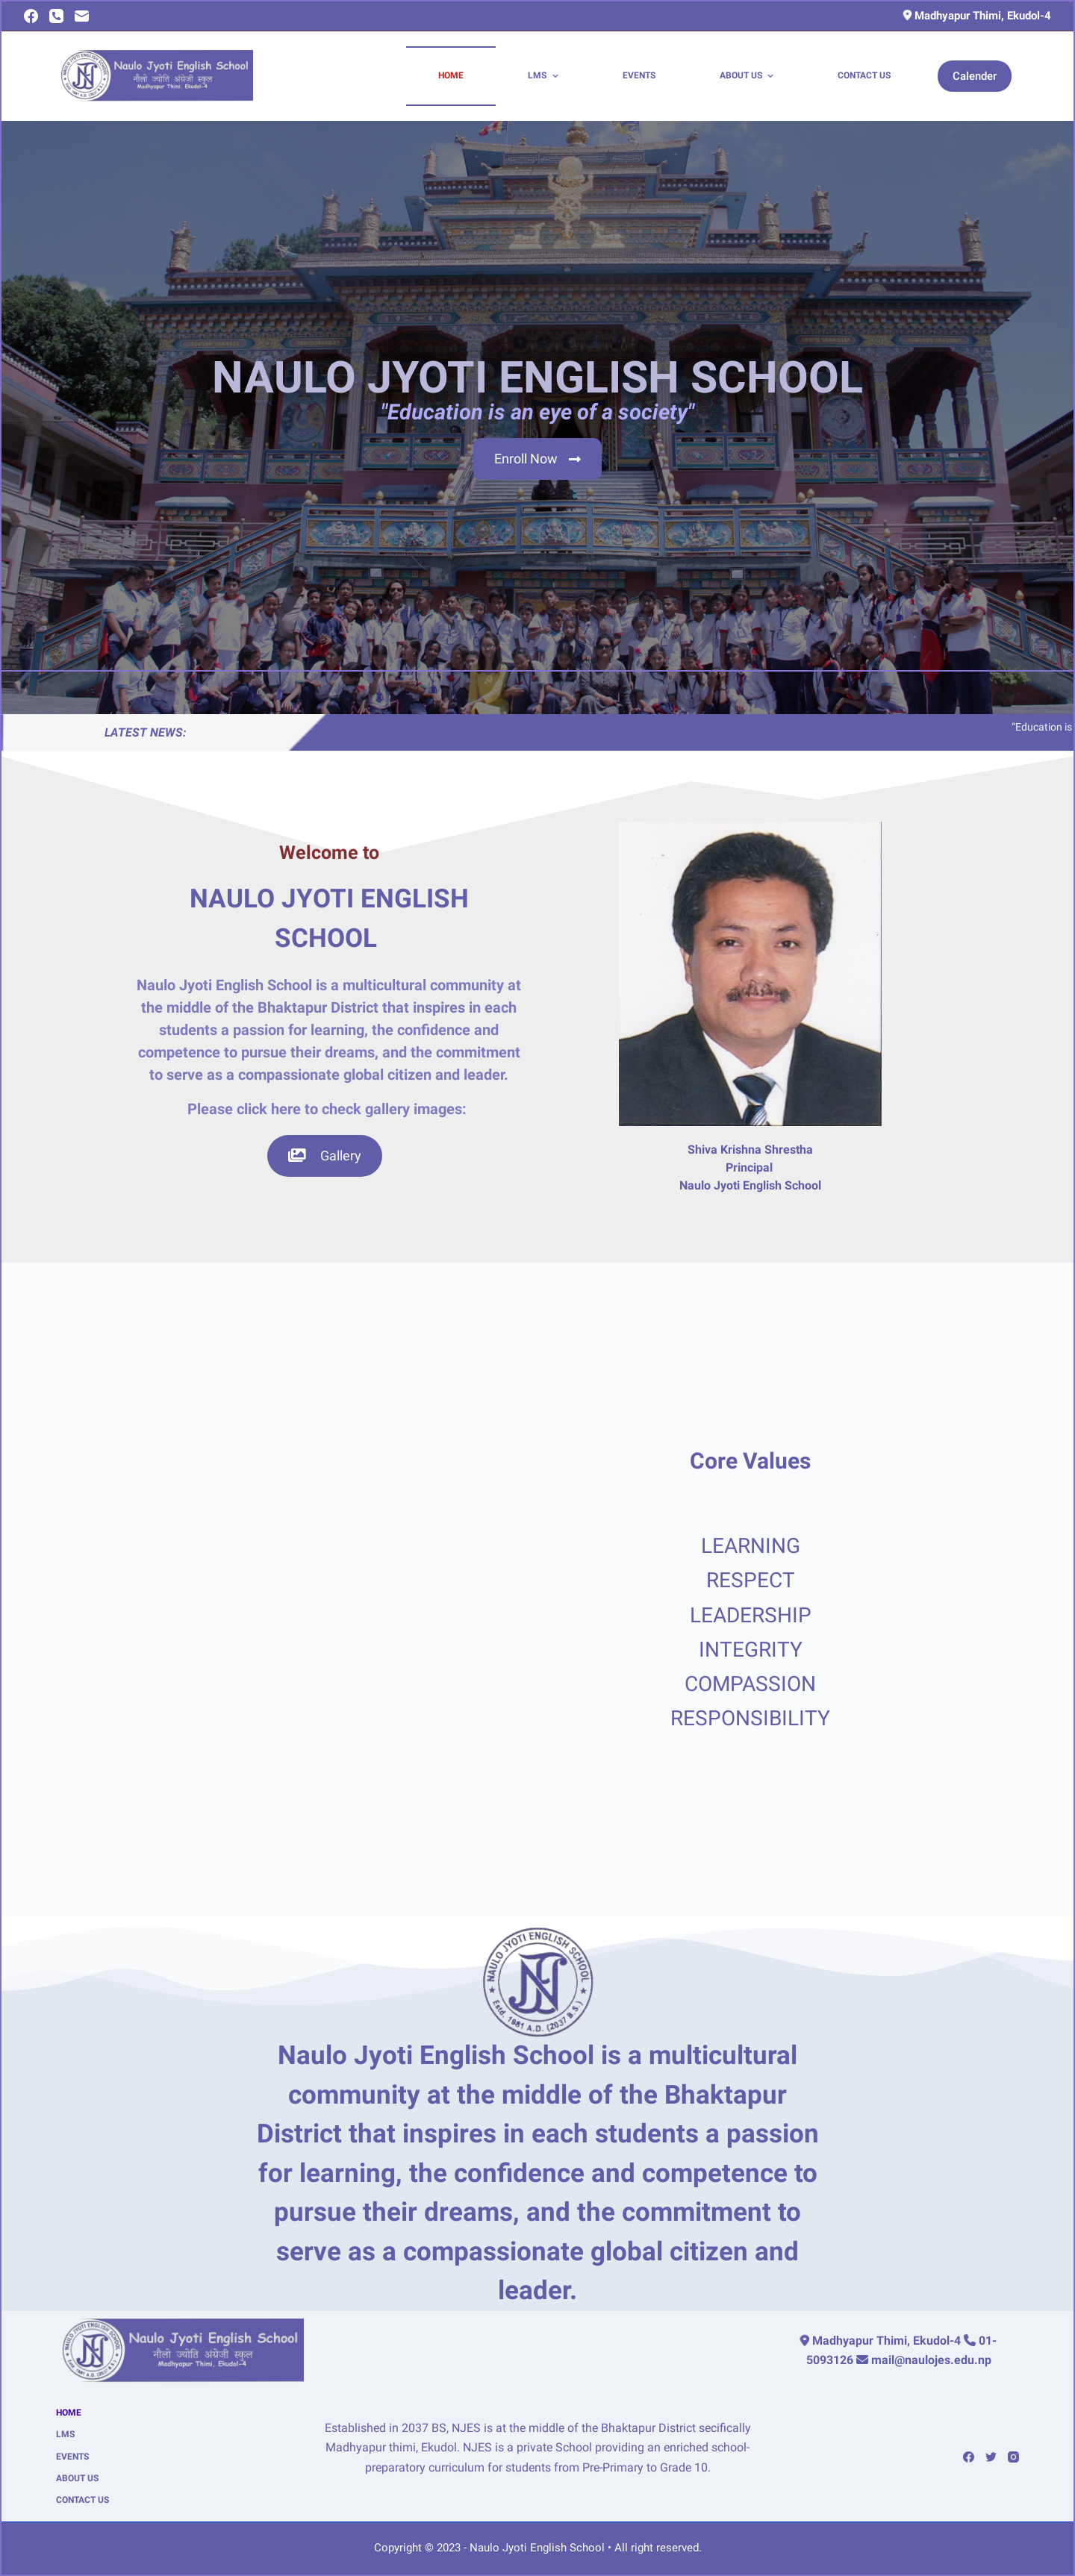 Madhyapur Thimi, Ekudol-4
Naulo Jyoti English School
नौलो ज्योति अंग्रेजी स्कुल
Madhyapur Thimi, Ekudol-4
HOME
LMS
EVENTS
ABOUT US
CONTACT US
Calender
NAULO JYOTI ENGLISH SCHOOL
"Education is an eye of a society"
Enroll Now
LATEST NEWS:
“Education is
Welcome to
NAULO JYOTI ENGLISH
SCHOOL
Naulo Jyoti English School is a multicultural community at
the middle of the Bhaktapur District that inspires in each
students a passion for learning, the confidence and
competence to pursue their dreams, and the commitment
to serve as a compassionate global citizen and leader.
Please click here to check gallery images:
Gallery
Shiva Krishna Shrestha
Principal
Naulo Jyoti English School
Core Values
LEARNING
RESPECT
LEADERSHIP
INTEGRITY
COMPASSION
RESPONSIBILITY
NAULO JYOTI ENGLISH SCHOOL
Estd. 1981 A.D. (2037 B.S.)
Naulo Jyoti English School is a multicultural
community at the middle of the Bhaktapur
District that inspires in each students a passion
for learning, the confidence and competence to
pursue their dreams, and the commitment to
serve as a compassionate global citizen and
leader.
Naulo Jyoti English School
नौलो ज्योति अंग्रेजी स्कुल
Madhyapur Thimi, Ekudol-4
Madhyapur Thimi, Ekudol-4 01-
5093126 mail@naulojes.edu.np
HOME
LMS
EVENTS
ABOUT US
CONTACT US
Established in 2037 BS, NJES is at the middle of the Bhaktapur District secifically
Madhyapur thimi, Ekudol. NJES is a private School providing an enriched school-
preparatory curriculum for students from Pre-Primary to Grade 10.
Copyright © 2023 - Naulo Jyoti English School • All right reserved.